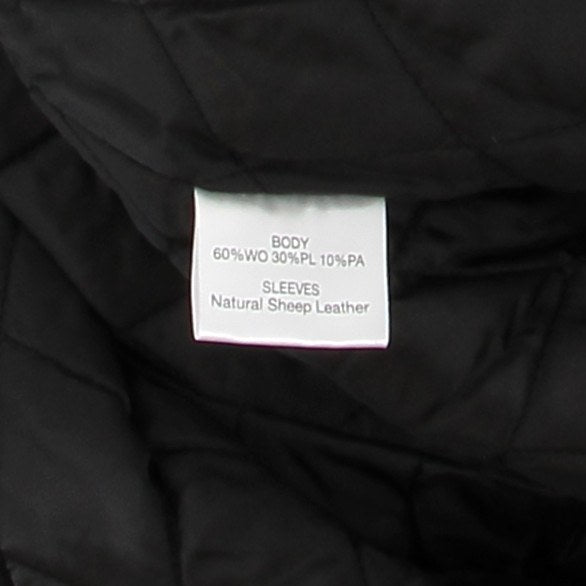 BODY
60%WO 30%PL 10%PA
SLEEVES
Natural Sheep Leather